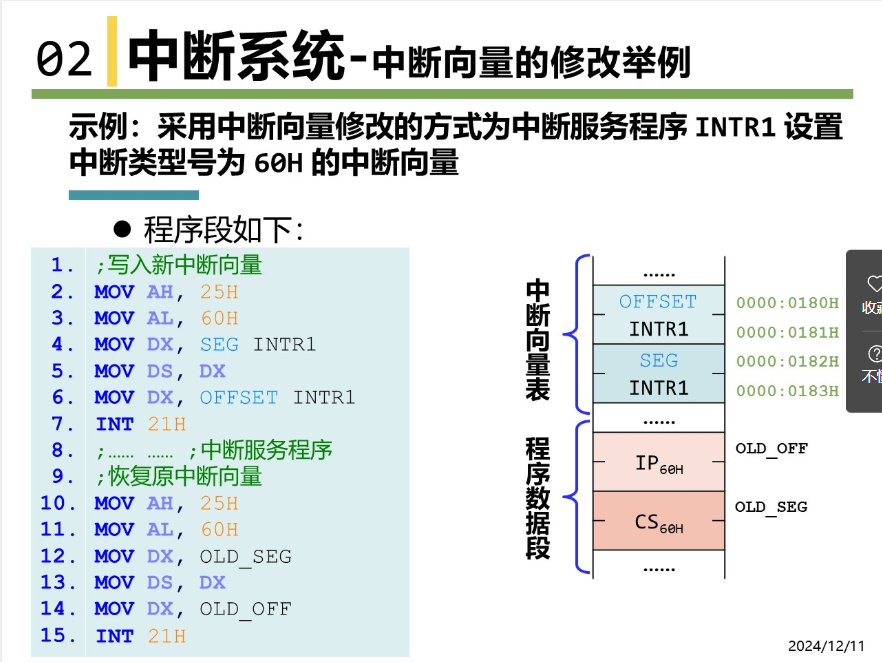 02 中断系统-中断向量的修改举例
示例：采用中断向量修改的方式为中断服务程序 INTR1 设置
中断类型号为 60H 的中断向量
● 程序段如下：
1. ;写入新中断向量
2. MOV AH, 25H
3. MOV AL, 60H
4. MOV DX, SEG INTR1
5. MOV DS, DX
6. MOV DX, OFFSET INTR1
7. INT 21H
8. ;…… …… ;中断服务程序
9. ;恢复原中断向量
10. MOV AH, 25H
11. MOV AL, 60H
12. MOV DX, OLD_SEG
13. MOV DS, DX
14. MOV DX, OLD_OFF
15. INT 21H
中断向量表
……
OFFSET
INTR1
SEG
INTR1
……
0000:0180H
0000:0181H
0000:0182H
0000:0183H
程序数据段
IP60H
CS60H
……
OLD_OFF
OLD_SEG
收藏
2024/12/11